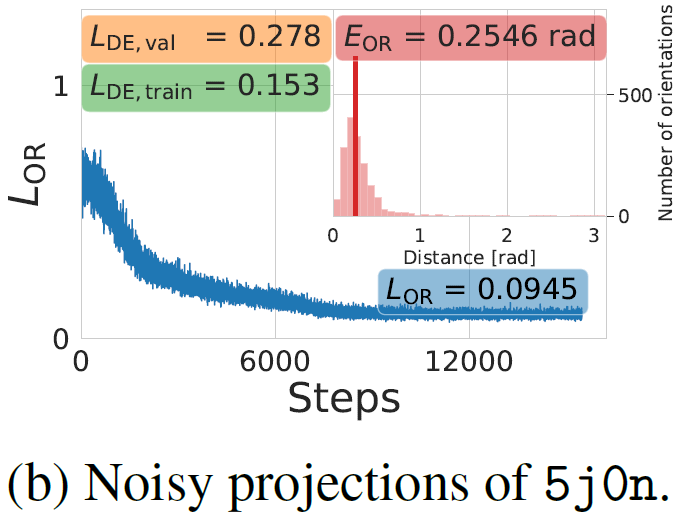 L_DE, val = 0.278
E_OR = 0.2546 rad
L_DE, train = 0.153
1
0
L_OR
0
6000
12000
Steps
500
0
Number of orientations
0
1
2
3
Distance [rad]
L_OR = 0.0945
(b) Noisy projections of 5j0n.